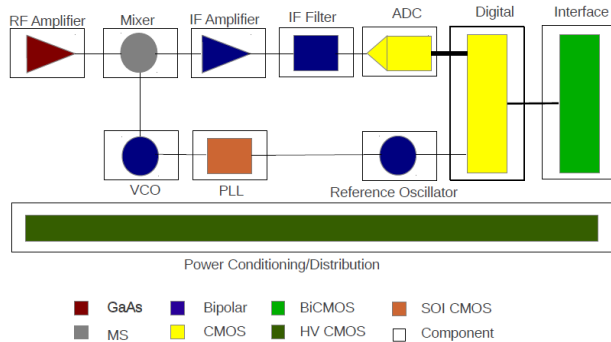 RF Amplifier Mixer IF Amplifier IF Filter ADC Digital Interface
VCO PLL Reference Oscillator
Power Conditioning/Distribution
GaAs Bipolar BiCMOS SOI CMOS
MS CMOS HV CMOS Component